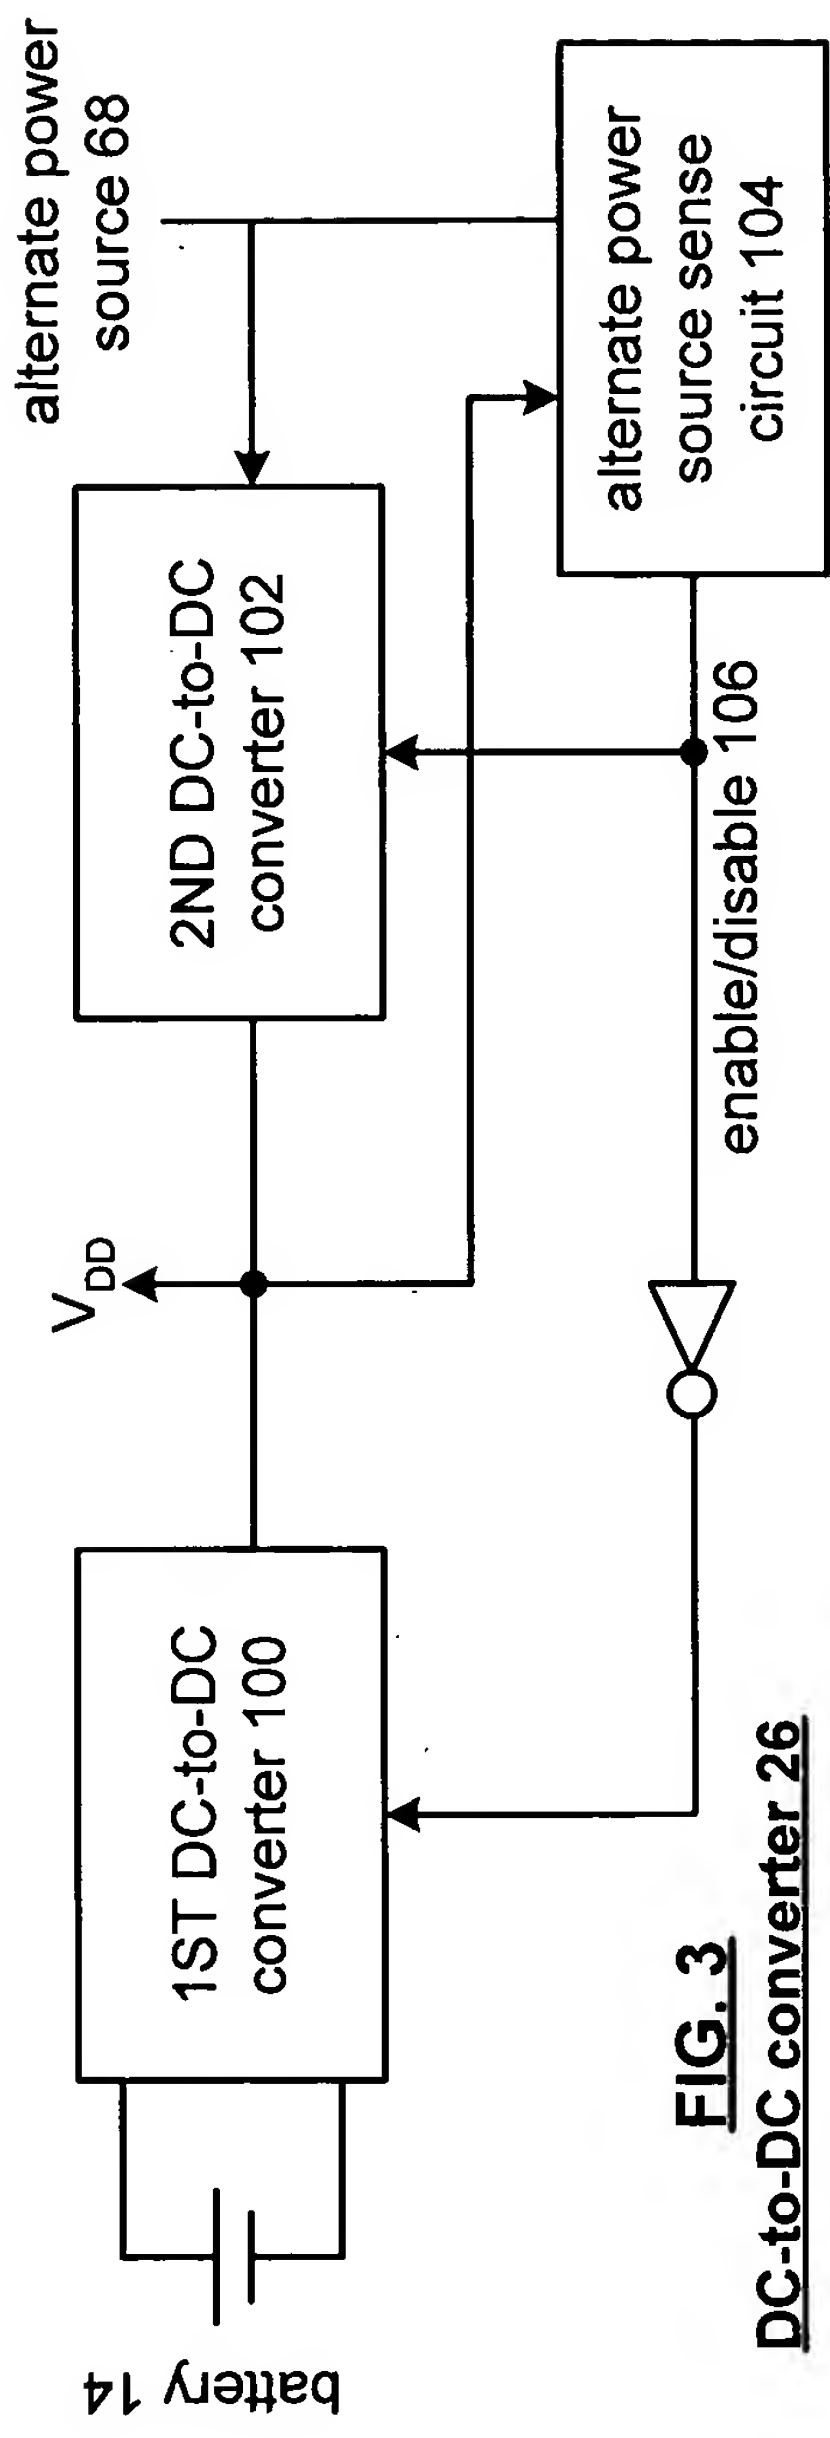 alternate power
source 68
alternate power
source sense
circuit 104
2ND DC-to-DC
converter 102
enable/disable 106
VDD
1ST DC-to-DC
converter 100
battery 14
FIG. 3
DC-to-DC converter 26